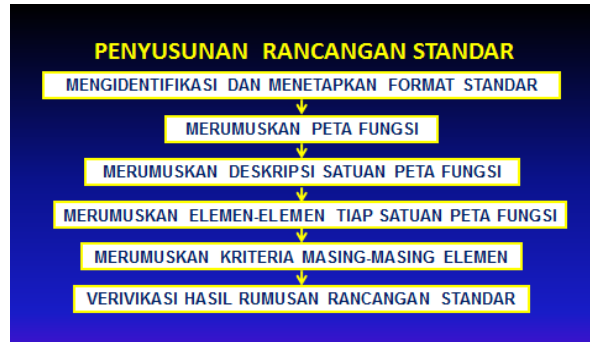 PENYUSUNAN RANCANGAN STANDAR
MENGIDENTIFIKASI DAN MENETAPKAN FORMAT STANDAR
MERUMUSKAN PETA FUNGSI
MERUMUSKAN DESKRIPSI SATUAN PETA FUNGSI
MERUMUSKAN ELEMEN-ELEMEN TIAP SATUAN PETA FUNGSI
MERUMUSKAN KRITERIA MASING-MASING ELEMEN
VERIVIKASI HASIL RUMUSAN RANCANGAN STANDAR